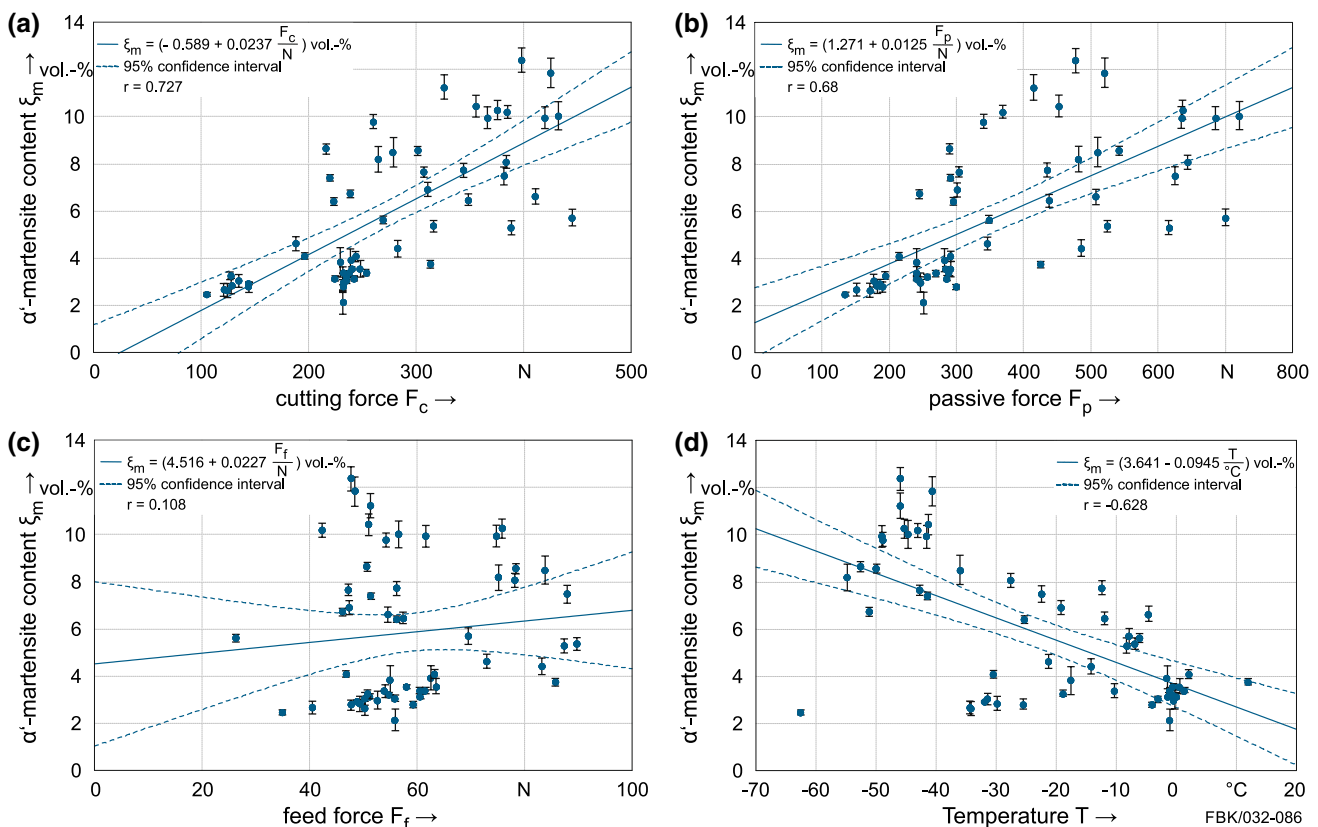 (a)
14
12
10
8
6
4
2
0
α'-martensite content ξm → vol.-%
ξm = (- 0.589 + 0.0237 Fc/N ) vol.-%
95% confidence interval
r = 0.727
0 100 200 300 N 500
cutting force Fc →
(b)
14
12
10
8
6
4
2
0
α'-martensite content ξm → vol.-%
ξm = (1.271 + 0.0125 Fp/N ) vol.-%
95% confidence interval
r = 0.68
0 100 200 300 400 500 600 N 800
passive force Fp →
(c)
14
12
10
8
6
4
2
0
α'-martensite content ξm → vol.-%
ξm = (4.516 + 0.0227 Ff/N ) vol.-%
95% confidence interval
r = 0.108
0 20 40 60 N 100
feed force Ff →
(d)
14
12
10
8
6
4
2
0
α'-martensite content ξm → vol.-%
ξm = (3.641 - 0.0945 T/°C ) vol.-%
95% confidence interval
r = -0.628
-70 -60 -50 -40 -30 -20 -10 0 °C 20
Temperature T →
FBK/032-086